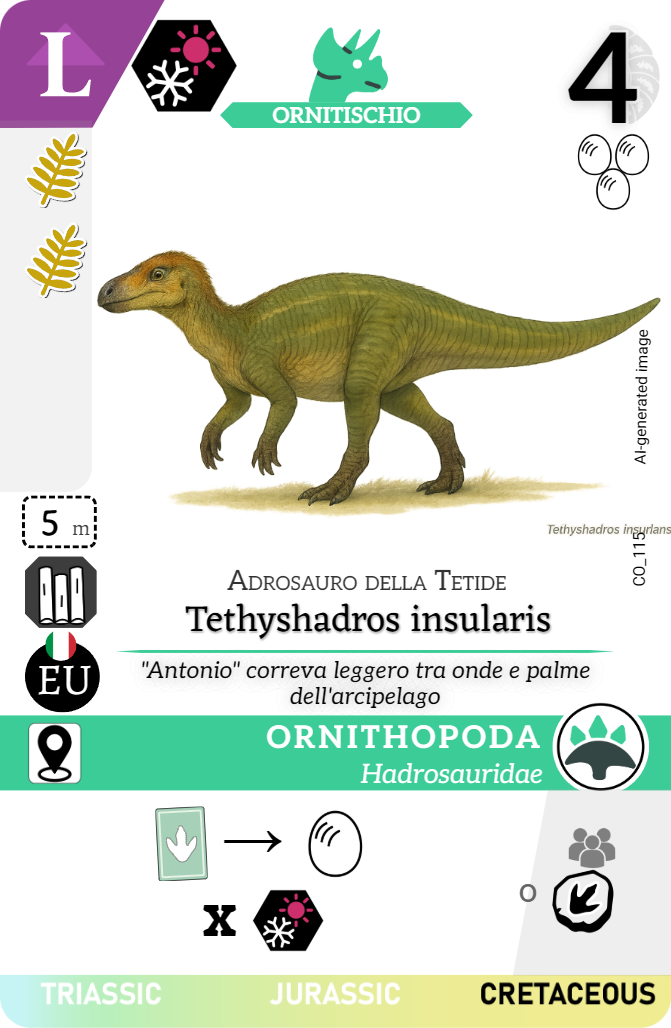 L
ORNITISCHIO
4
AI-generated image
Tethyshadros insurlans
CO_115
5 m
ADROSAURO DELLA TETIDE
Tethyshadros insularis
EU
"Antonio" correva leggero tra onde e palme
dell'arcipelago
ORNITHOPODA
Hadrosauridae
x
o
TRIASSIC JURASSIC CRETACEOUS